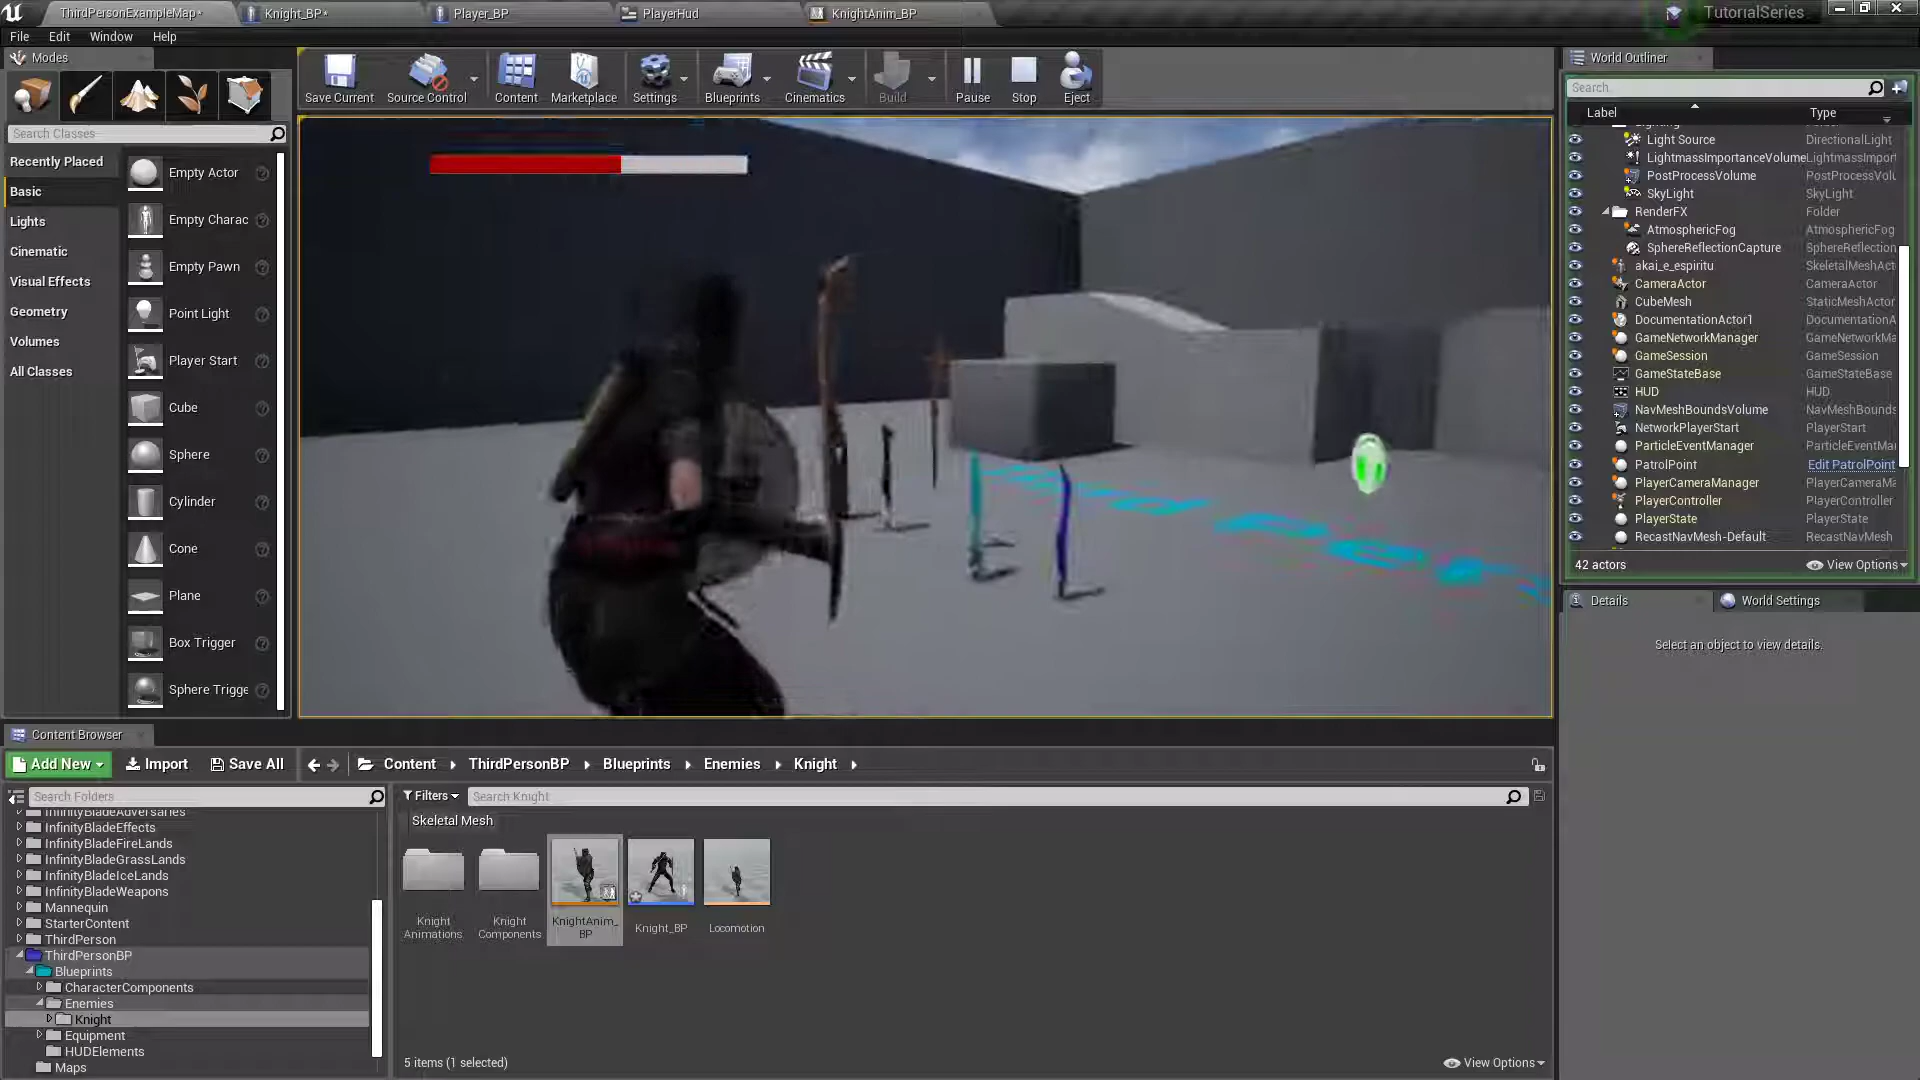 ThirdPersonExampleMap*
Knight_BP*
Player_BP
PlayerHud
KnightAnim_BP
TutorialSeries
File Edit Window Help
Modes
Save Current
Source Control
Content
Marketplace
Settings
Blueprints
Cinematics
Build
Pause
Stop
Eject
World Outliner
Search
Label
Type
Search Classes
Recently Placed
Basic
Lights
Cinematic
Visual Effects
Geometry
Volumes
All Classes
Empty Actor
Empty Charac
Empty Pawn
Point Light
Player Start
Cube
Sphere
Cylinder
Cone
Plane
Box Trigger
Sphere Trigge
Light Source DirectionalLight
LightmassImportanceVolume LightmassImport
PostProcessVolume PostProcessVolu
SkyLight SkyLight
RenderFX Folder
AtmosphericFog AtmosphericFog
SphereReflectionCapture SphereReflection
akai_e_espiritu SkeletalMeshAct
CameraActor CameraActor
CubeMesh StaticMeshActor
DocumentationActor1 DocumentationA
GameNetworkManager GameNetworkMa
GameSession GameSession
GameStateBase GameStateBase
HUD HUD
NavMeshBoundsVolume NavMeshBounds
NetworkPlayerStart PlayerStart
ParticleEventManager ParticleEventMa
PatrolPoint Edit PatrolPoint
PlayerCameraManager PlayerCameraMa
PlayerController PlayerController
PlayerState PlayerState
RecastNavMesh-Default RecastNavMesh
42 actors
View Options
Details
World Settings
Select an object to view details.
Content Browser
Add New
Import
Save All
Content
ThirdPersonBP
Blueprints
Enemies
Knight
Search Folders
Filters
Search Knight
Skeletal Mesh
InfinityBladeAdversaries
InfinityBladeEffects
InfinityBladeFireLands
InfinityBladeGrassLands
InfinityBladeIceLands
InfinityBladeWeapons
Mannequin
StarterContent
ThirdPerson
ThirdPersonBP
Blueprints
CharacterComponents
Enemies
Knight
Equipment
HUDElements
Maps
Knight
Animations
Knight
Components
KnightAnim_
BP
Knight_BP
Locomotion
5 items (1 selected)
View Options